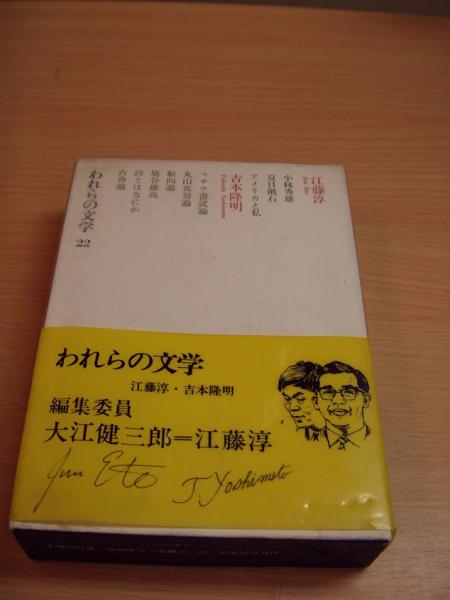 江藤淳
Jun Eto
小林秀雄
夏目漱石
アメリカと私
吉本隆明
Takaaki Yoshimoto
マチウ書試論
丸山真男論
転向論
埴谷雄高
詩とはなにか
古典論
われらの文学 22
われらの文学
江藤淳・吉本隆明
編集委員
大江健三郎=江藤淳
Jun Eto
T. Yoshimoto